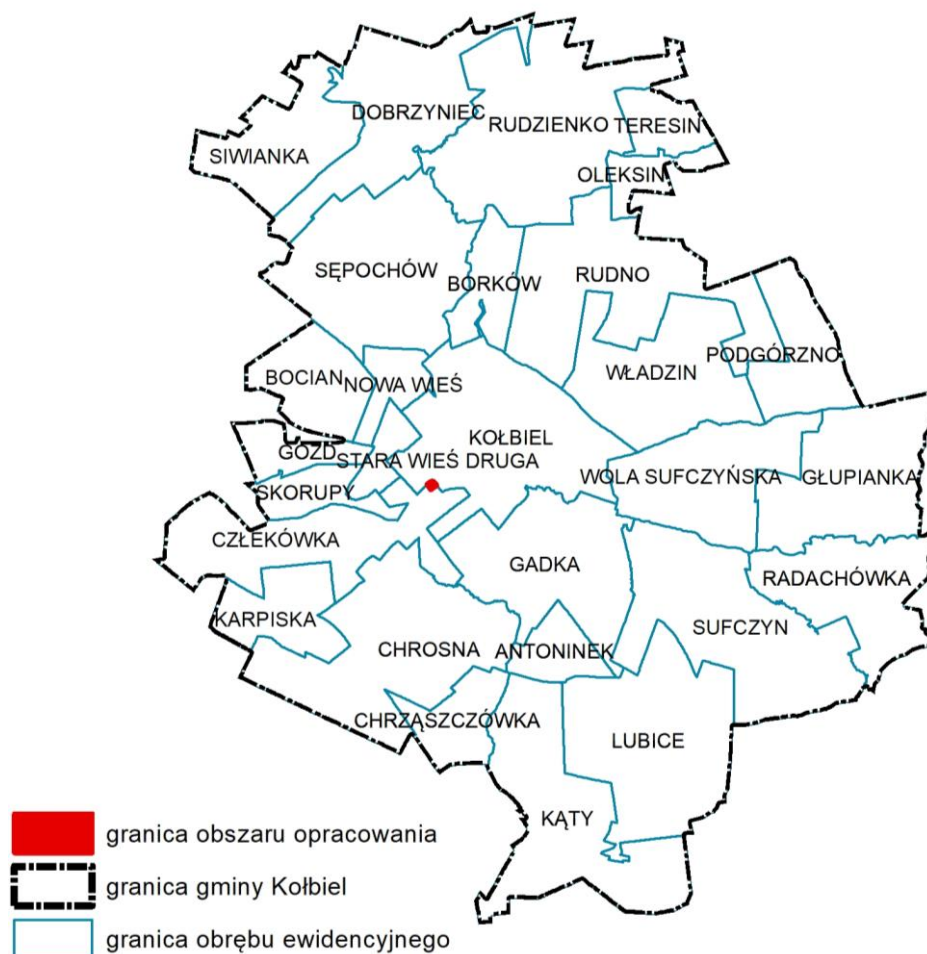 DOBRZYNIEC
RUDZIENKO
TERESIN
SIWIANKA
OLEKSIN
SĘPOCHÓW
BORKÓW
RUDNO
PODGÓRZNO
WŁADZIN
BOCIAN
NOWA WIEŚ
KOŁBIEL
GOZD
STARA WIEŚ DRUGA
WOLA SUFCZYŃSKA
GŁUPIANKA
SKORUPY
CZŁEKÓWKA
GADKA
RADACHÓWKA
KARPISKA
SUFCZYN
CHROSNA
ANTONINEK
CHRZĄSZCZÓWKA
LUBICE
KĄTY
granica obszaru opracowania
granica gminy Kołbiel
granica obrębu ewidencyjnego